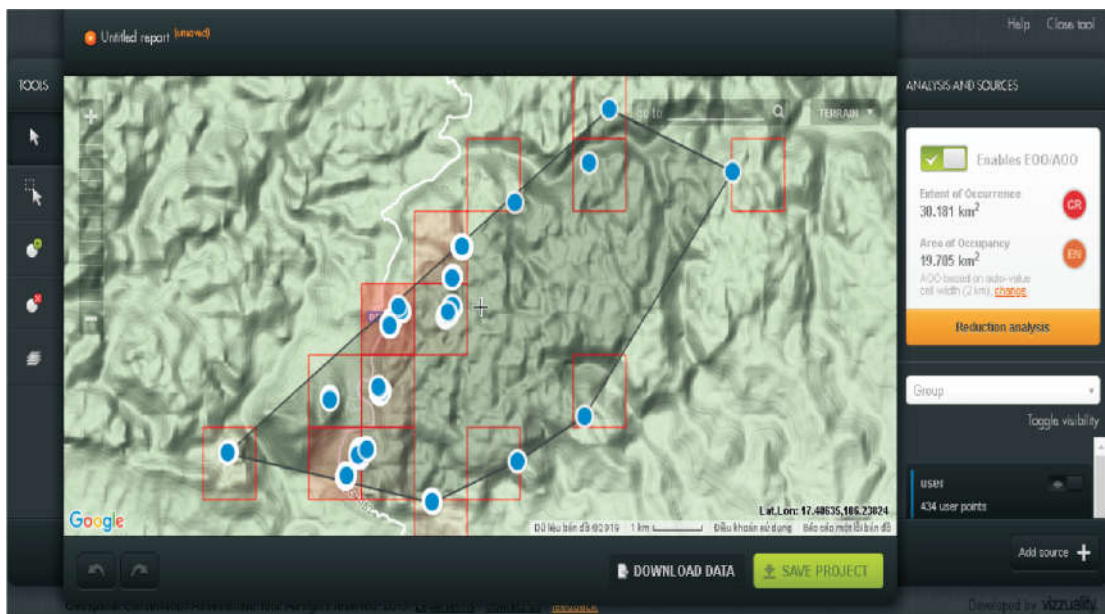 Untitled report (unsaved)
Help Close tool
TOOLS
ANALYSIS AND SOURCES
go to
TERRAIN
Enables EOO/AOO
Extent of Occurrence
30.181 km²
CR
Area of Occupancy
19.705 km²
EN
AOO based on auto-value
cell width (2 km), change.
Reduction analysis
Group
Toggle visibility
user
434 user points
Lat,Lon: 17.40635,106.23024
Google
Dữ liệu bản đồ ©2019 1 km Điều khoản sử dụng Báo cáo một lỗi bản đồ
Add source +
DOWNLOAD DATA
SAVE PROJECT
Developed by vizzuality